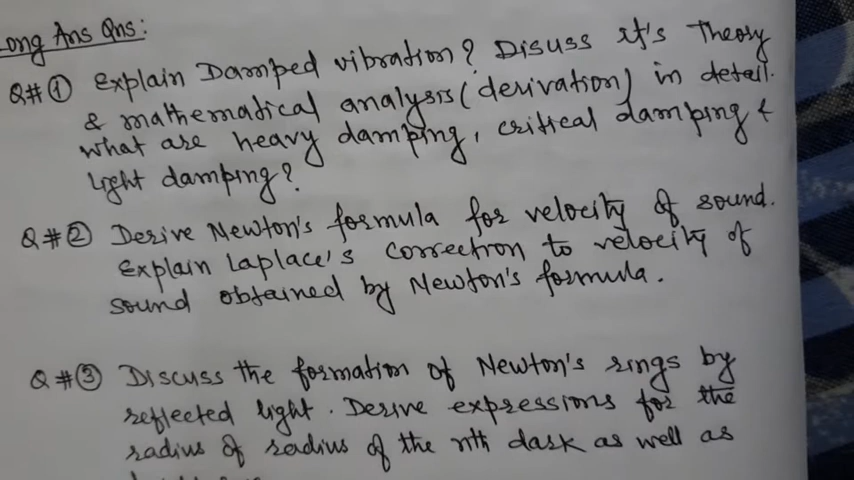 ong Ans Qns:
Q#① Explain Damped vibration? Disuss it's Theory
& mathematical analysis (derivation) in detail.
what are heavy damping, critical damping &
light damping?
Q#② Derive Newton's formula for velocity of sound.
Explain Laplace's correction to velocity of
sound obtained by Newton's formula.
Q#③ Discuss the formation of Newton's rings by
reflected light. Derive expressions for the
radius of radius of the nth dark as well as